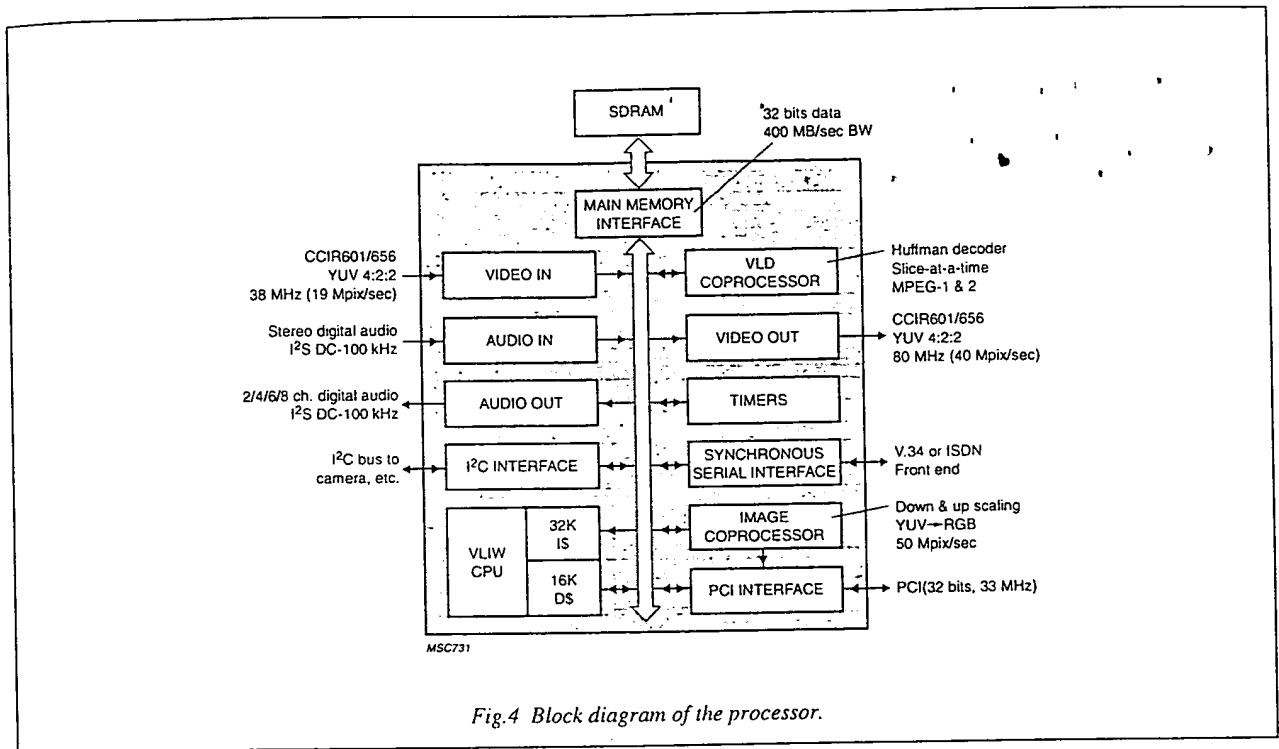 SDRAM
32 bits data
400 MB/sec BW
MAIN MEMORY
INTERFACE
CCIR601/656
YUV 4:2:2
38 MHz (19 Mpix/sec)
VIDEO IN
VLD
COPROCESSOR
Huffman decoder
Slice-at-a-time
MPEG-1 & 2
Stereo digital audio
I²S DC-100 kHz
AUDIO IN
VIDEO OUT
CCIR601/656
YUV 4:2:2
80 MHz (40 Mpix/sec)
2/4/6/8 ch. digital audio
I²S DC-100 kHz
AUDIO OUT
TIMERS
I²C bus to
camera, etc.
I²C INTERFACE
SYNCHRONOUS
SERIAL INTERFACE
V.34 or ISDN
Front end
VLIW
CPU
32K
IS
16K
D$
IMAGE
COPROCESSOR
Down & up scaling
YUV→RGB
50 Mpix/sec
PCI INTERFACE
PCI(32 bits, 33 MHz)
MSC731
Fig.4 Block diagram of the processor.